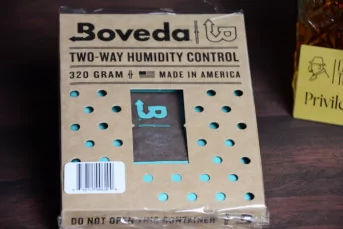 Boveda
TWO-WAY HUMIDITY CONTROL
320 GRAM MADE IN AMERICA
DO NOT OPEN THIS CONTAINER
Privile